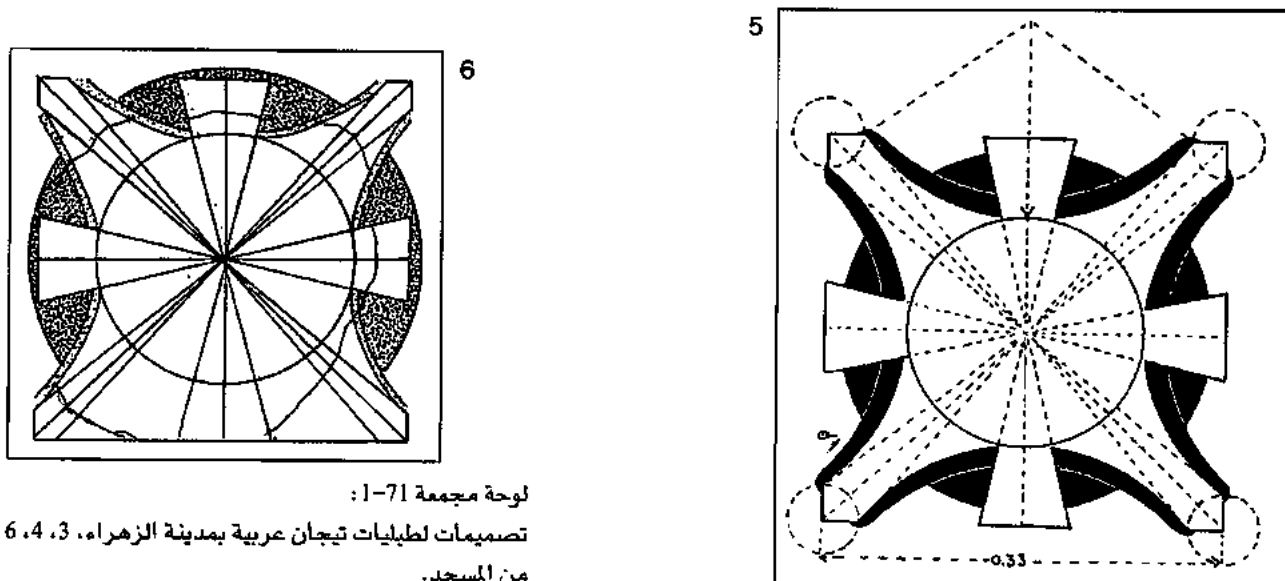 5
6
0.33
لوحة مجمعة 71-1:
تصميمات لطبليات تيجان عربية بمدينة الزهراء، 3، 4، 6
من المسجد.